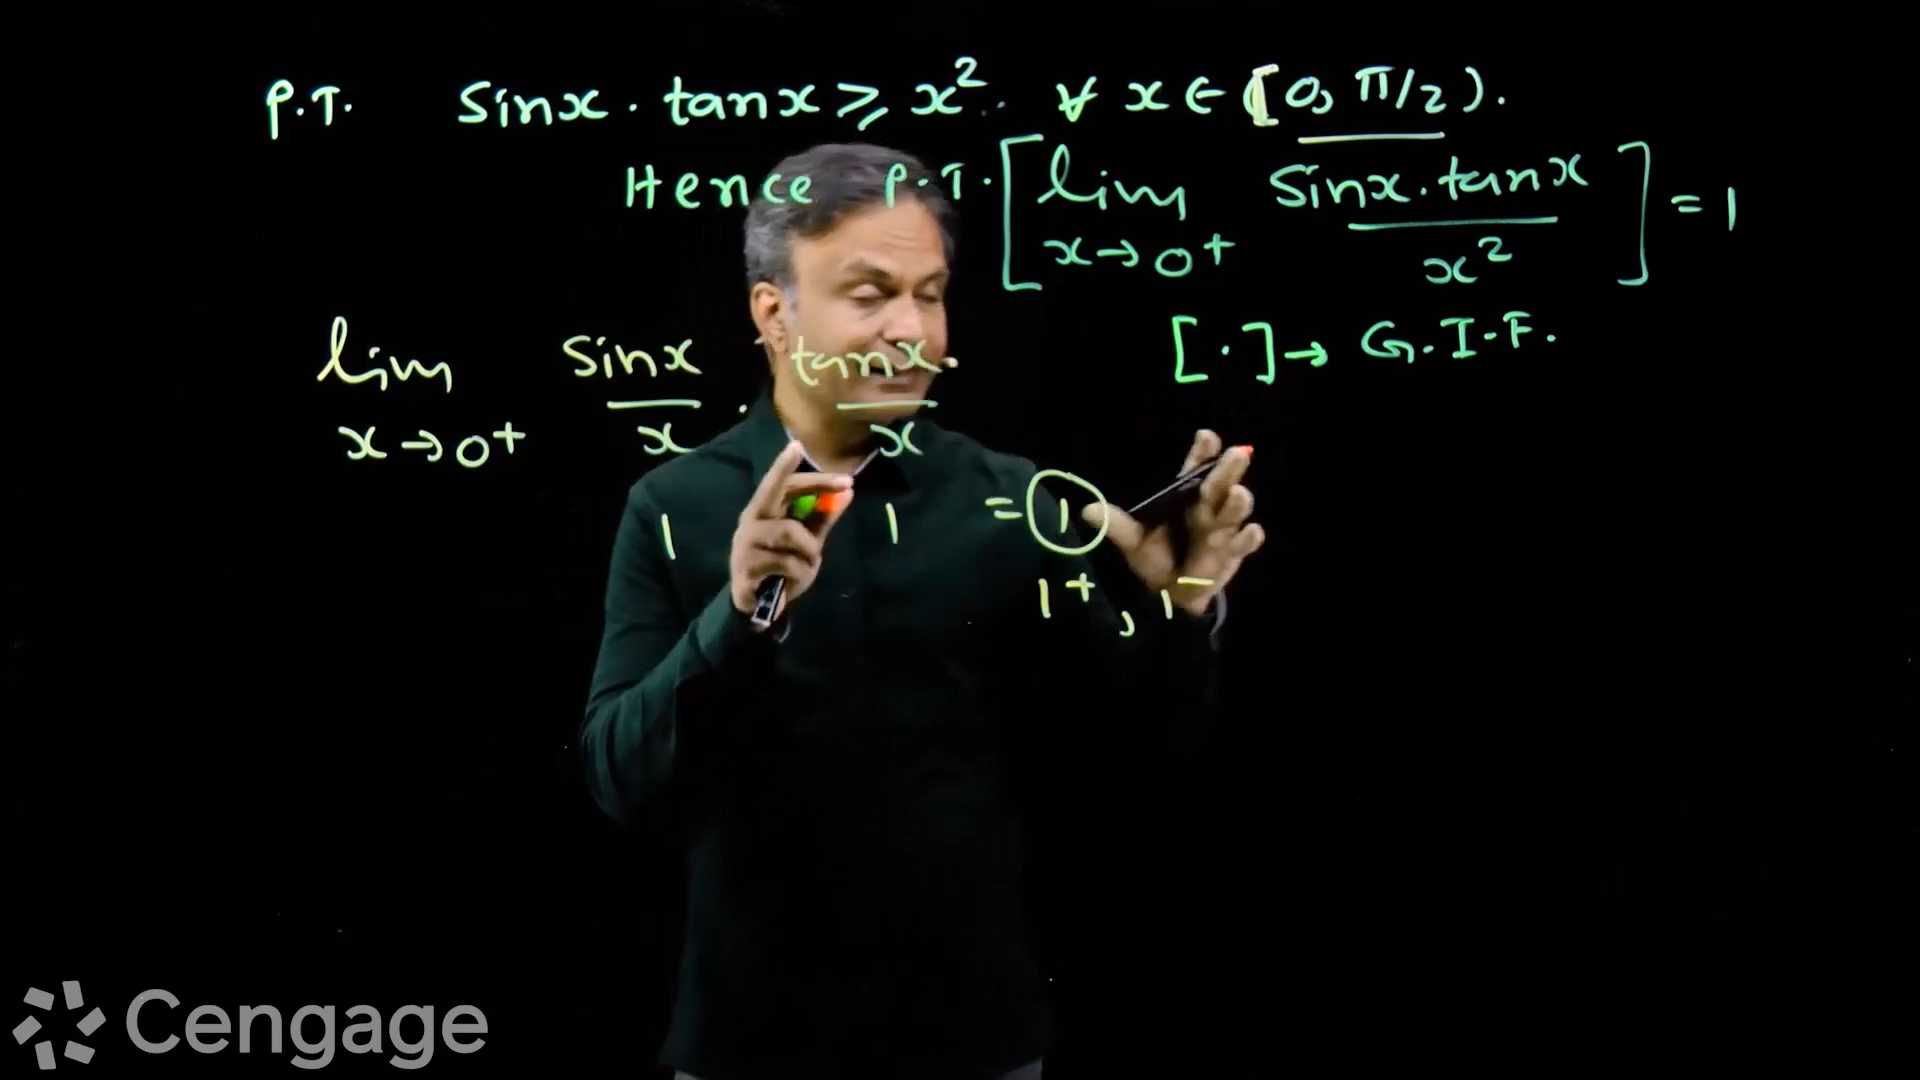 P.T. sinx . tanx ⩾ x². ∀ x ∈ [0, π/2).
Hence P.T. [lim x→0⁺ sinx . tanx / x²] = 1
[·] → G.I.F.
lim x→0⁺ sinx/x . tanx/x
1 1 = 1
1⁺, 1⁻
Cengage